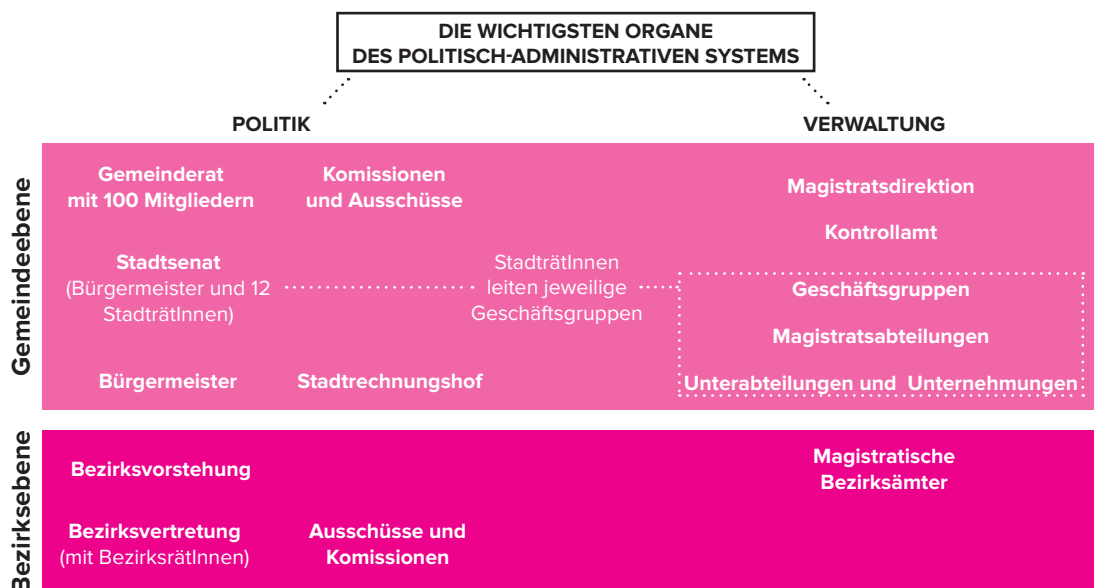 DIE WICHTIGSTEN ORGANE
DES POLITISCH-ADMINISTRATIVEN SYSTEMS
POLITIK
VERWALTUNG
Gemeindeebene
Gemeinderat
mit 100 Mitgliedern
Komissionen
und Ausschüsse
Magistratsdirektion
Kontrollamt
Stadtsenat
(Bürgermeister und 12
StadträtInnen)
StadträtInnen
leiten jeweilige
Geschäftsgruppen
Geschäftsgruppen
Magistratsabteilungen
Unterabteilungen und Unternehmungen
Bürgermeister
Stadtrechnungshof
Bezirksebene
Bezirksvorstehung
Magistratische
Bezirksämter
Bezirksvertretung
(mit BezirksrätInnen)
Ausschüsse und
Komissionen